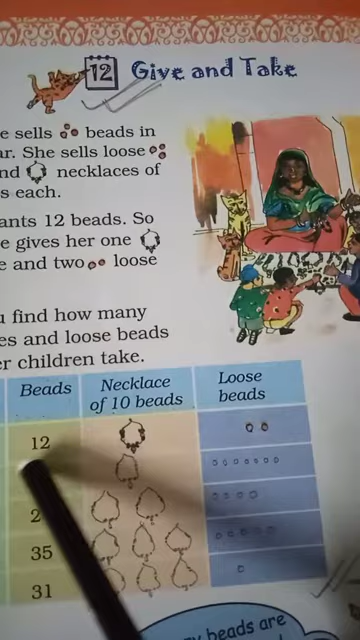 12 Give and Take
e sells beads in
ar. She sells loose
nd necklaces of
s each.
ants 12 beads. So
e gives her one
e and two loose
u find how many
es and loose beads
er children take.
Beads Necklace of 10 beads Loose beads
12
2
35
31
y beads are